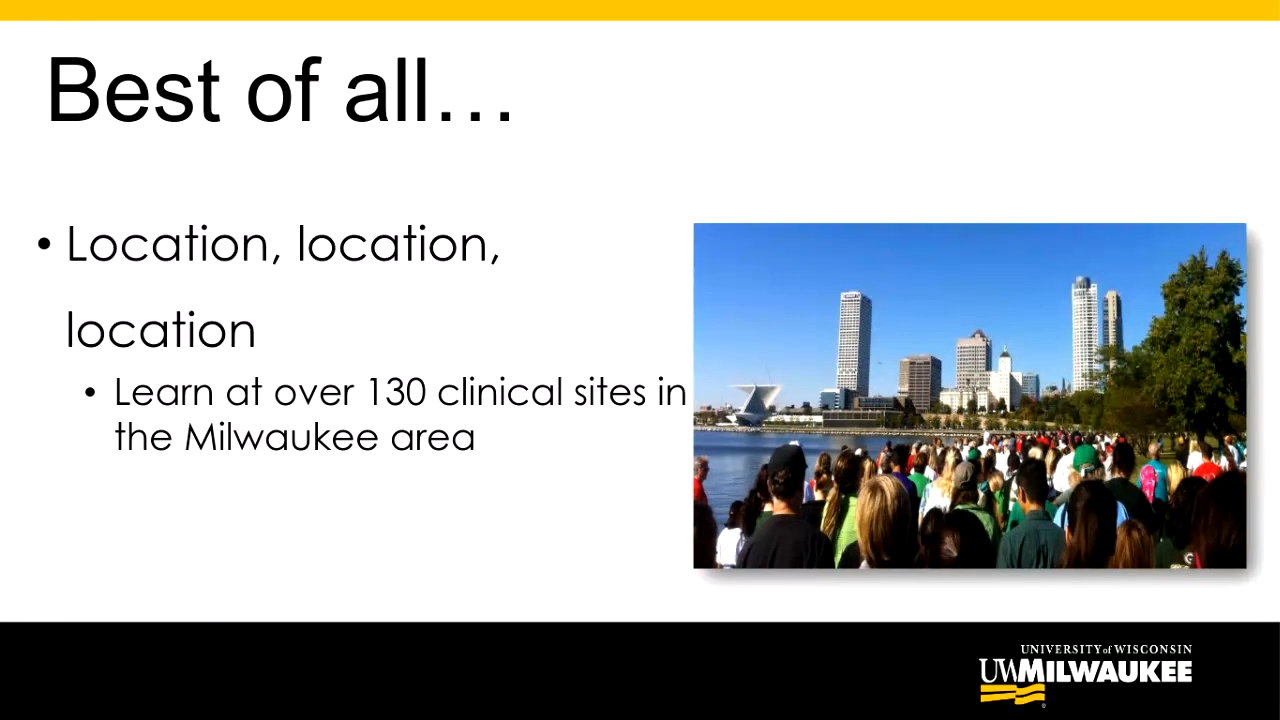 Best of all…
• Location, location,
location
• Learn at over 130 clinical sites in
the Milwaukee area
UNIVERSITY of WISCONSIN
UWMILWAUKEE